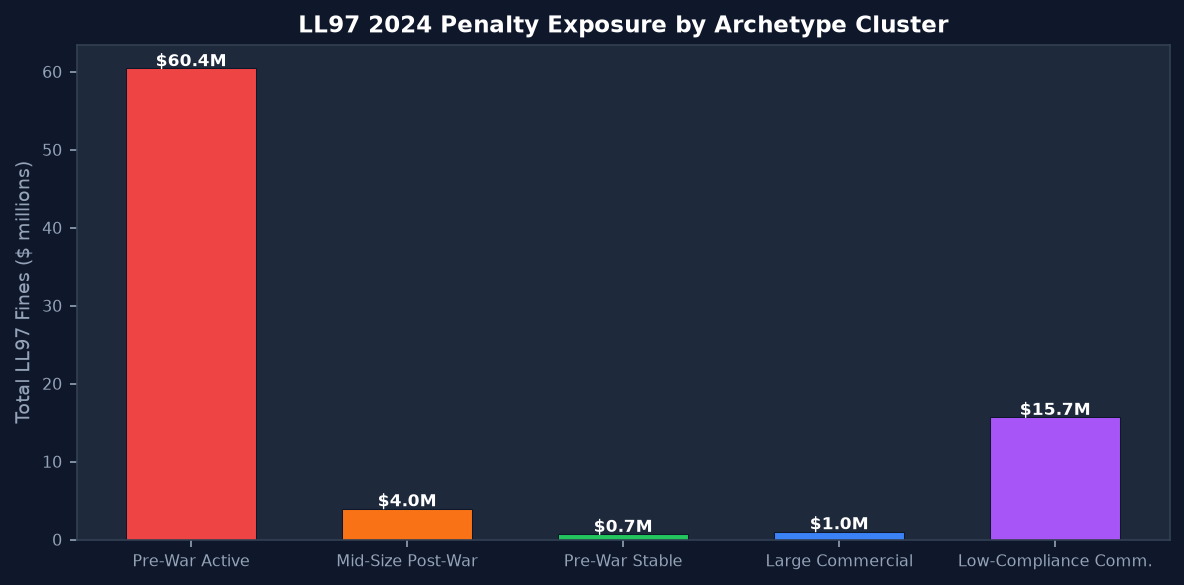 LL97 2024 Penalty Exposure by Archetype Cluster
Total LL97 Fines ($ millions)
60
50
40
30
20
10
0
$60.4M
$4.0M
$0.7M
$1.0M
$15.7M
Pre-War Active
Mid-Size Post-War
Pre-War Stable
Large Commercial
Low-Compliance Comm.